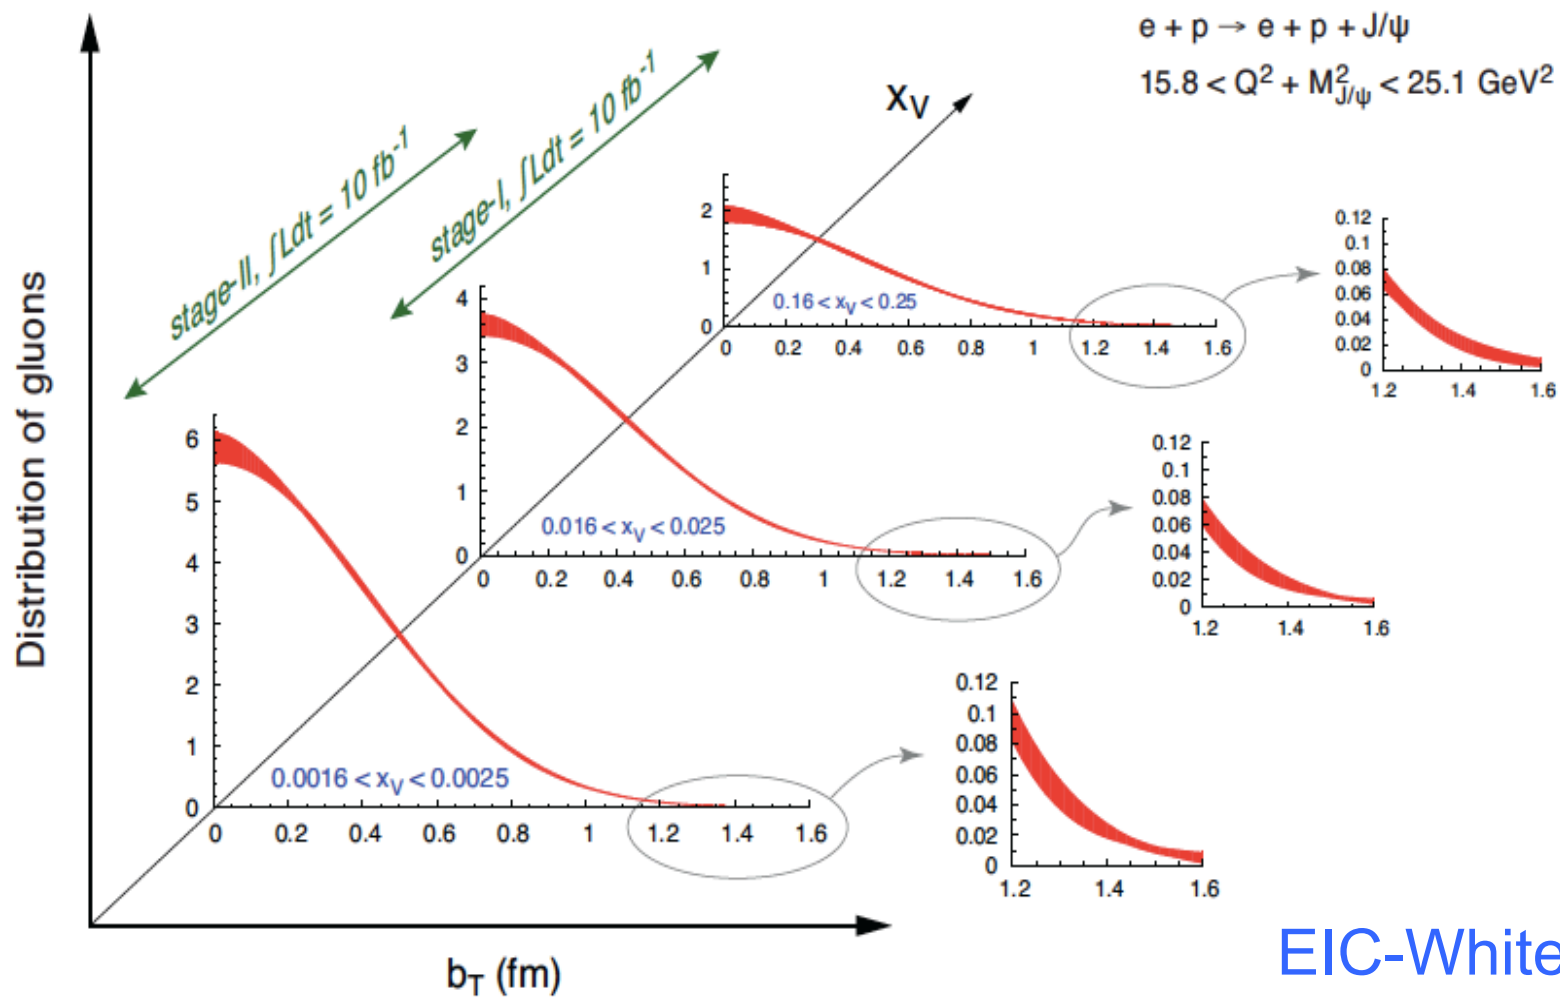 e + p → e + p + J/ψ
15.8 < Q² + M²_J/ψ < 25.1 GeV²
stage-II, ∫Ldt = 10 fb⁻¹
stage-I, ∫Ldt = 10 fb⁻¹
x_V
Distribution of gluons
2
1
0
0.16 < x_V < 0.25
0 0.2 0.4 0.6 0.8 1 1.2 1.4 1.6
0.12
0.1
0.08
0.06
0.04
0.02
0
1.2 1.4 1.6
4
3
2
1
0
0.016 < x_V < 0.025
0 0.2 0.4 0.6 0.8 1 1.2 1.4 1.6
0.12
0.1
0.08
0.06
0.04
0.02
0
1.2 1.4 1.6
6
5
4
3
2
1
0
0.0016 < x_V < 0.0025
0 0.2 0.4 0.6 0.8 1 1.2 1.4 1.6
0.12
0.1
0.08
0.06
0.04
0.02
0
1.2 1.4 1.6
b_T (fm)
EIC-White